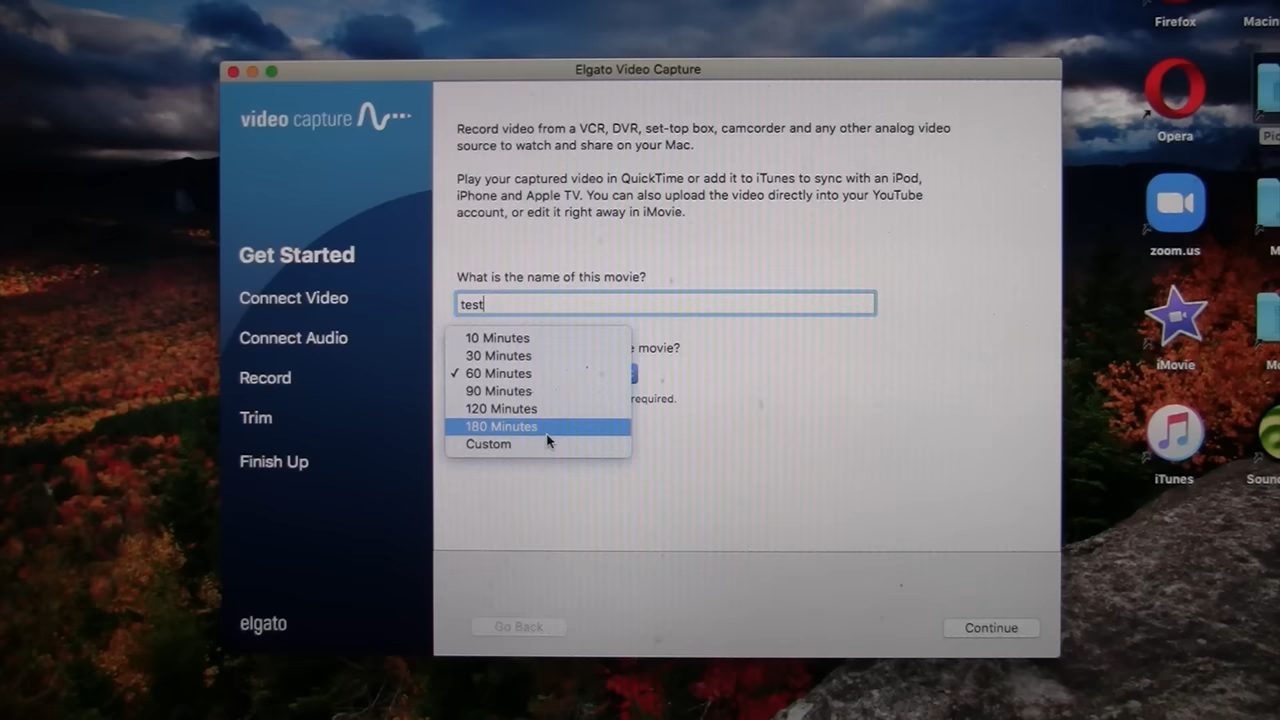 Firefox
Macin
Elgato Video Capture
video capture
Record video from a VCR, DVR, set-top box, camcorder and any other analog video
source to watch and share on your Mac.
Opera
Pic
Play your captured video in QuickTime or add it to iTunes to sync with an iPod,
iPhone and Apple TV. You can also upload the video directly into your YouTube
account, or edit it right away in iMovie.
Get Started
Connect Video
Connect Audio
Record
Trim
Finish Up
zoom.us
M
What is the name of this movie?
test
10 Minutes
30 Minutes
✓ 60 Minutes
90 Minutes
120 Minutes
180 Minutes
Custom
e movie?
required.
iMovie
Mo
iTunes
Soun
elgato
Go Back
Continue